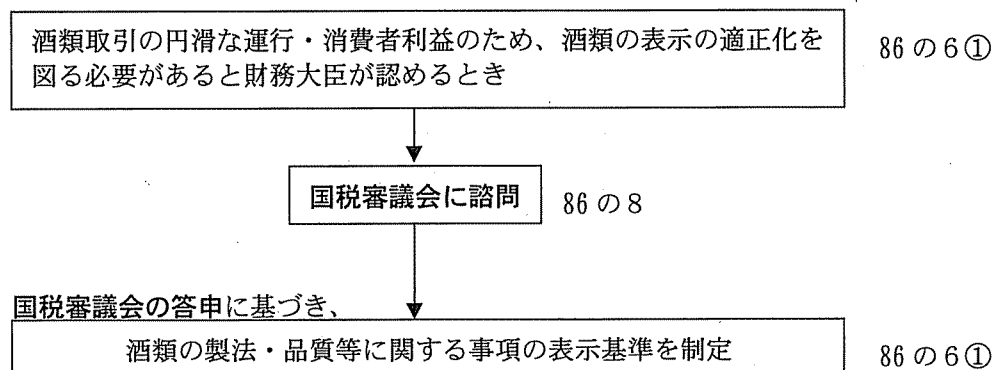 酒類取引の円滑な運行・消費者利益のため、酒類の表示の適正化を
図る必要があると財務大臣が認めるとき
86の6①
国税審議会に諮問
86の8
国税審議会の答申に基づき、
酒類の製法・品質等に関する事項の表示基準を制定
86の6①